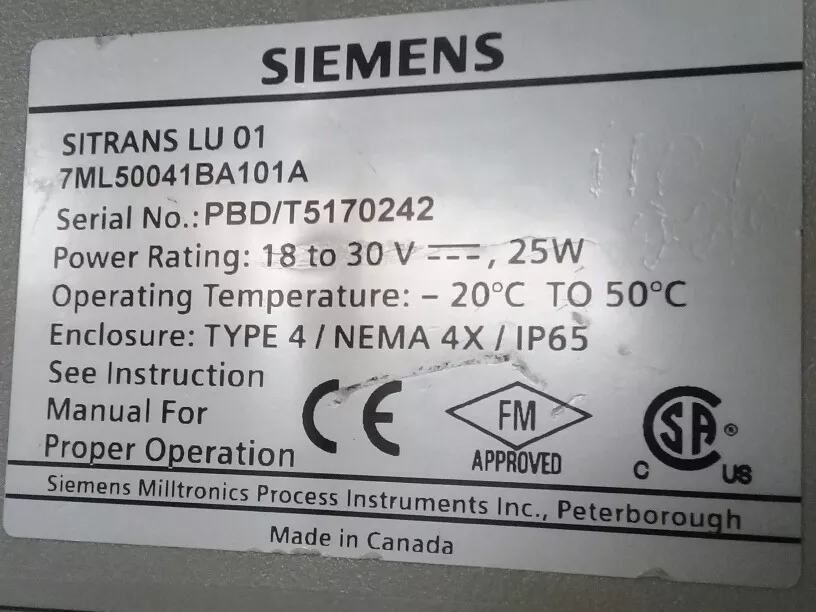 SIEMENS
SITRANS LU 01
7ML50041BA101A
Serial No.: PBD/T5170242
Power Rating: 18 to 30 V ⎓, 25W
Operating Temperature: – 20°C TO 50°C
Enclosure: TYPE 4 / NEMA 4X / IP65
See Instruction
Manual For
Proper Operation
CE
FM
APPROVED
C SA ® US
Siemens Milltronics Process Instruments Inc., Peterborough
Made in Canada